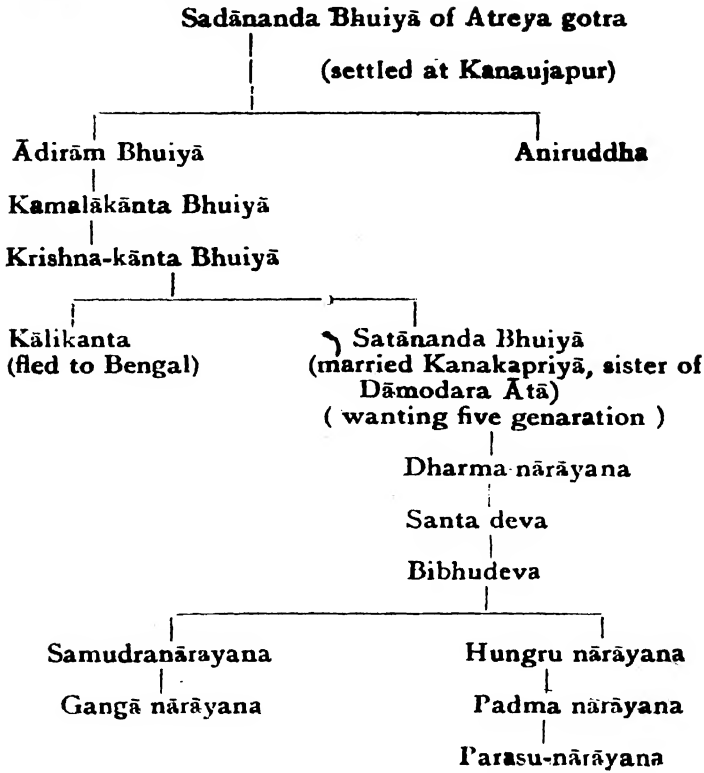 Sadānanda Bhuiyā of Atreya gotra
(settled at Kanaujapur)
Ādirām Bhuiyā Aniruddha
Kamalākānta Bhuiyā
Krishna-kānta Bhuiyā
Kālikanta Satānanda Bhuiyā
(fled to Bengal) (married Kanakapriyā, sister of
Dāmodara Ātā)
( wanting five genaration )
Dharma nārāyana
Santa deva
Bibhudeva
Samudranārayana Hungru nārāyana
Gangā nārāyana Padma nārāyana
Parasu-nārāyana